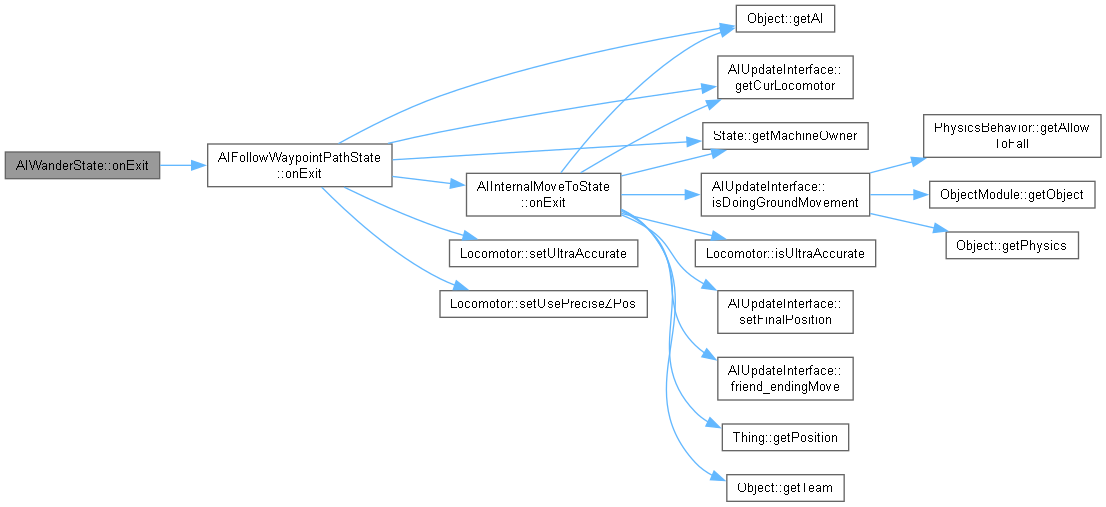 AIWanderState::onExit
AIFollowWaypointPathState
::onExit
AIInternalMoveToState
::onExit
Locomotor::setUltraAccurate
Locomotor::setUsePreciseZPos
Object::getAI
AIUpdateInterface::
getCurLocomotor
State::getMachineOwner
AIUpdateInterface::
isDoingGroundMovement
Locomotor::isUltraAccurate
AIUpdateInterface::
setFinalPosition
AIUpdateInterface::
friend_endingMove
Thing::getPosition
Object::getTeam
PhysicsBehavior::getAllow
ToFall
ObjectModule::getObject
Object::getPhysics